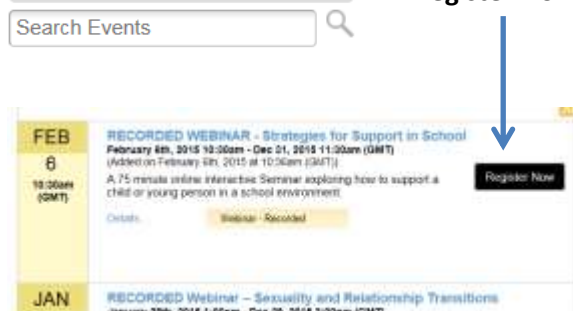 Search Events
FEB
6
10:30am
(GMT)
RECORDED WEBINAR - Strategies for Support in School
February 6th, 2015 10:30am - Dec 31, 2015 11:30am (GMT)
(Added on February 6th, 2015 at 10:36am (GMT))
A 75 minute online interactive Seminar exploring how to support a
child or young person in a school environment
Details
Webinar - Recorded
Register Now
JAN
RECORDED Webinar – Sexuality and Relationship Transitions